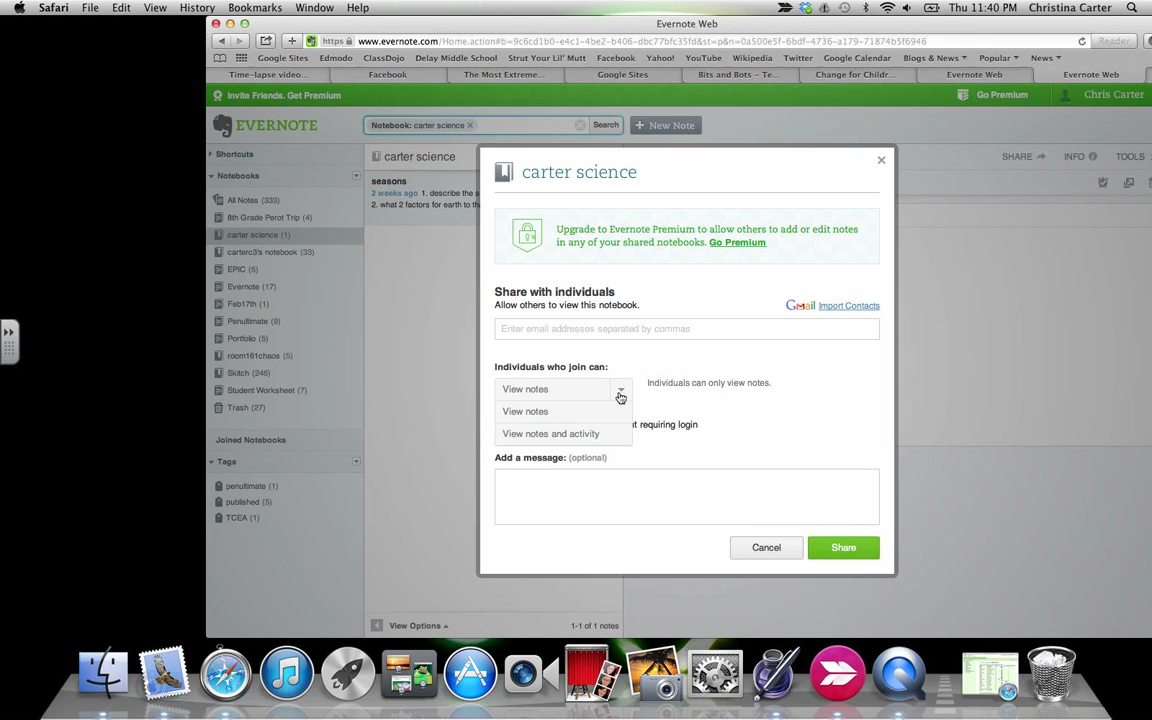 Safari File Edit View History Bookmarks Window Help Thu 11:40 PM Christina Carter
Evernote Web
https www.evernote.com/Home.action#b=9c6cd1b0-e4c1-4be2-b406-dbc77bfc35fd&st=p&n=0a500e5f-6bdf-4736-a179-71874b5f6946 Reader
Google Sites Edmodo ClassDojo Delay Middle School Strut Your Lil' Mutt Facebook Yahoo! YouTube Wikipedia Twitter Google Calendar Blogs & News Popular News
Time-lapse video... Facebook The Most Extreme... Google Sites Bits and Bots – Te... Change for Childr... Evernote Web Evernote Web
Invite Friends. Get Premium Go Premium Chris Carter
EVERNOTE Notebook: carter science Search + New Note
Shortcuts
Notebooks
All Notes (333)
8th Grade Perot Trip (4)
carter science (1)
carterc3's notebook (33)
EPIC (5)
Evernote (17)
Feb17th (1)
Penultimate (9)
Portfolio (5)
room161chaos (5)
Skitch (246)
Student Worksheet (7)
Trash (27)
Joined Notebooks
Tags
penultimate (1)
published (5)
TCEA (1)
carter science
seasons
2 weeks ago 1. describe the s
2. what 2 factors for earth to th
View Options 1-1 of 1 notes
SHARE INFO TOOLS
carter science
Upgrade to Evernote Premium to allow others to add or edit notes
in any of your shared notebooks. Go Premium
Share with individuals
Allow others to view this notebook. Gmail Import Contacts
Enter email addresses separated by commas
Individuals who join can:
View notes Individuals can only view notes.
View notes
t requiring login
View notes and activity
Add a message: (optional)
Cancel Share